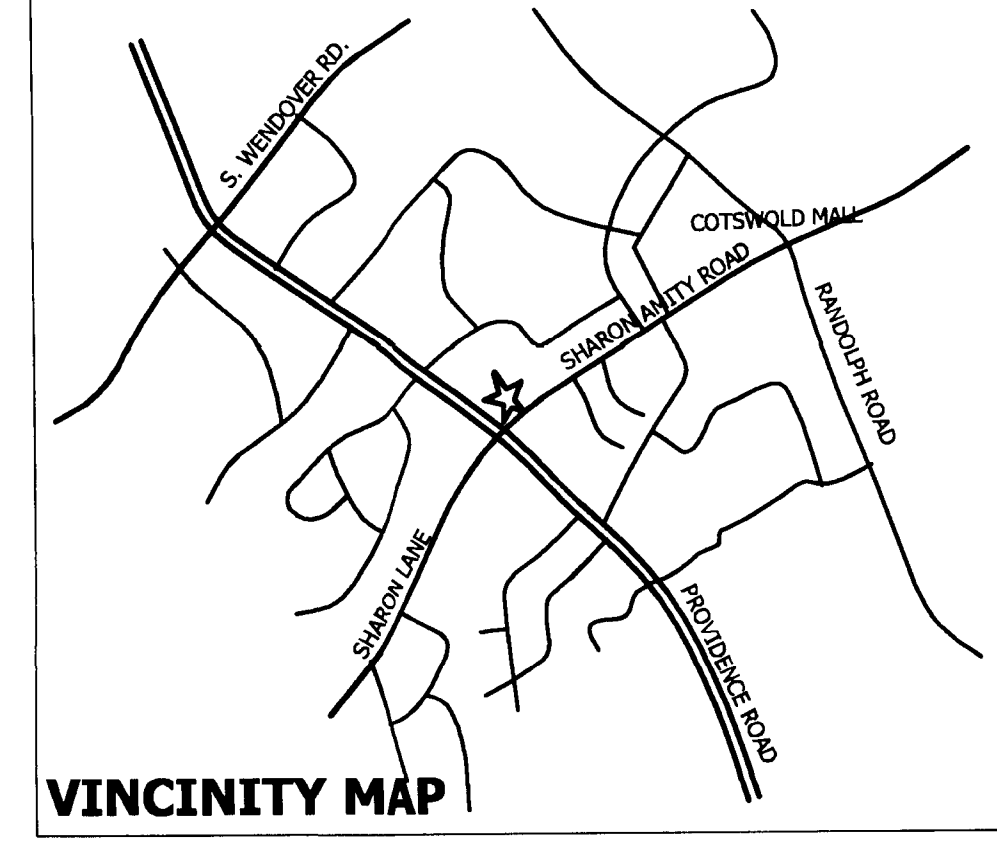 S. WENDOVER RD.
COTSWOLD MALL
SHARON AMITY ROAD
RANDOLPH ROAD
SHARON LANE
PROVIDENCE ROAD
VINCINITY MAP